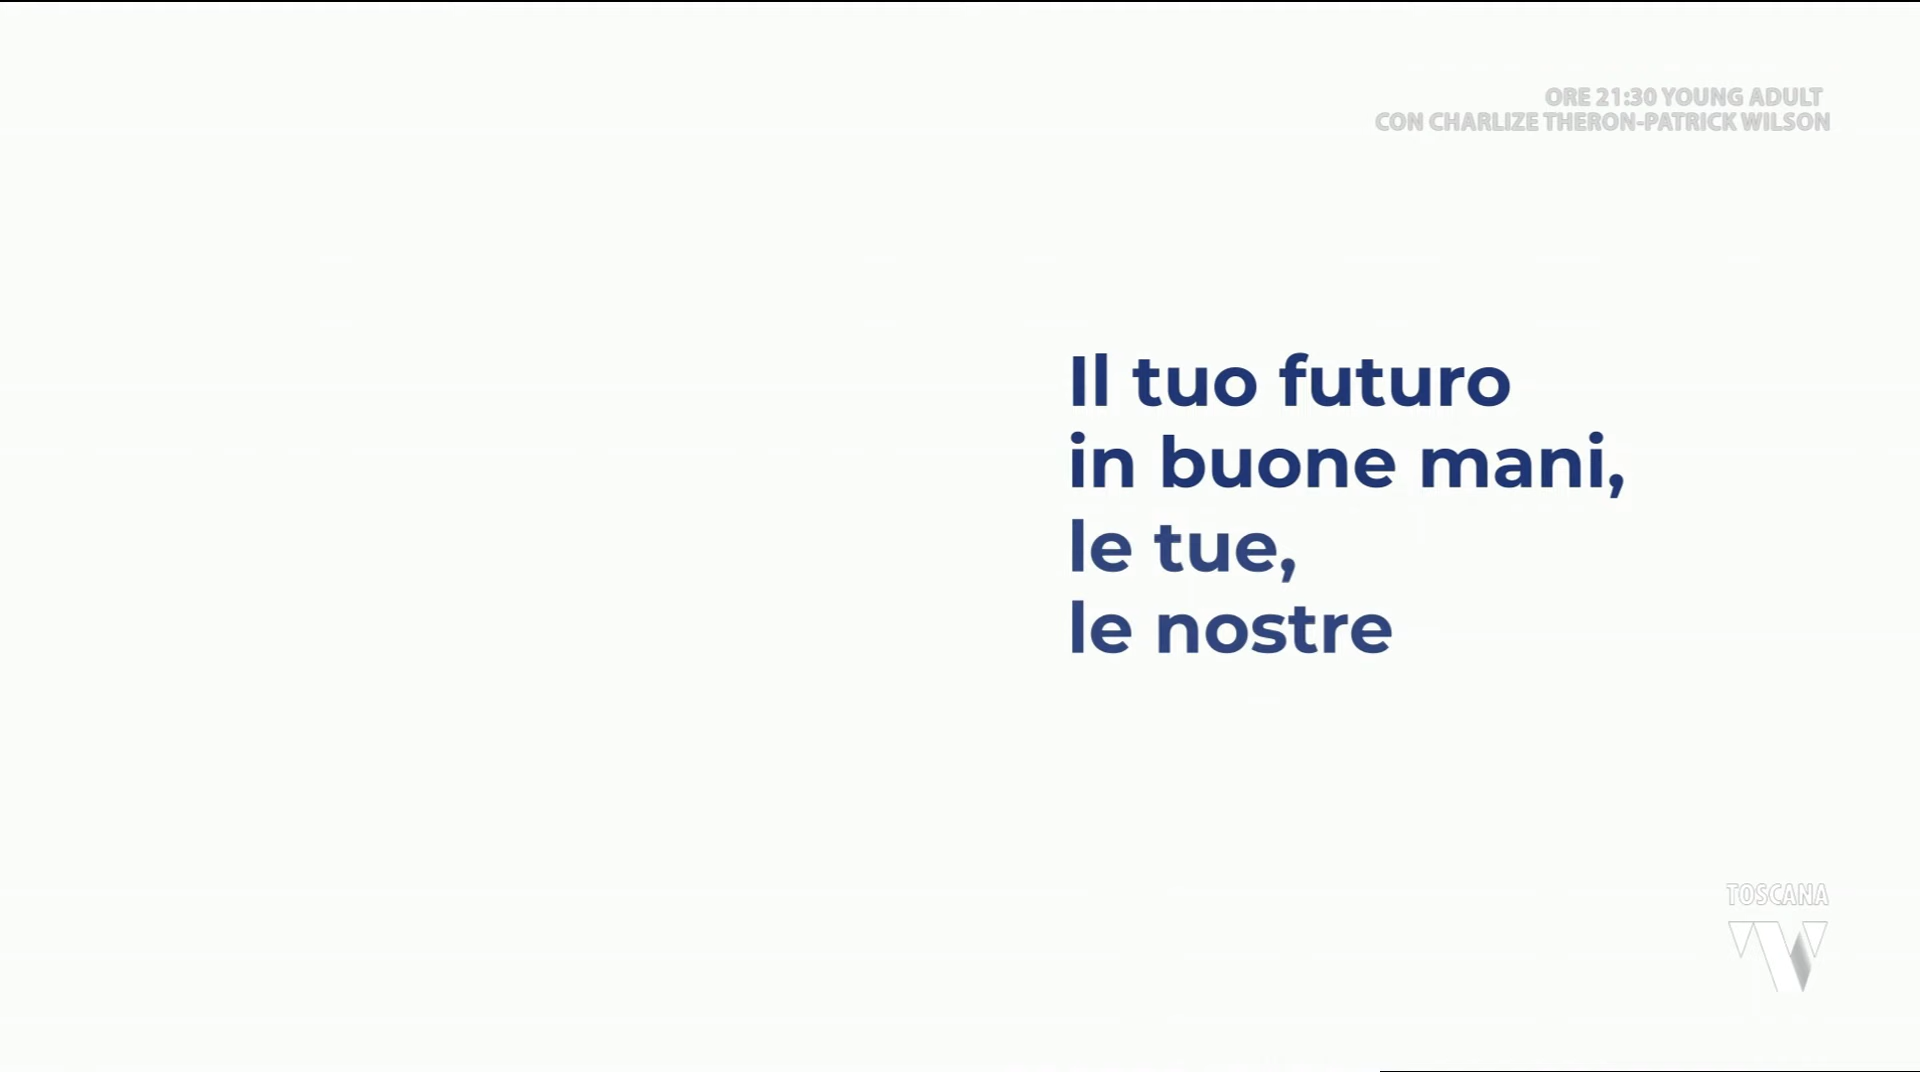 ORE 21:30 YOUNG ADULT
CON CHARLIZE THERON-PATRICK WILSON
Il tuo futuro
in buone mani,
le tue,
le nostre
TOSCANA
TV